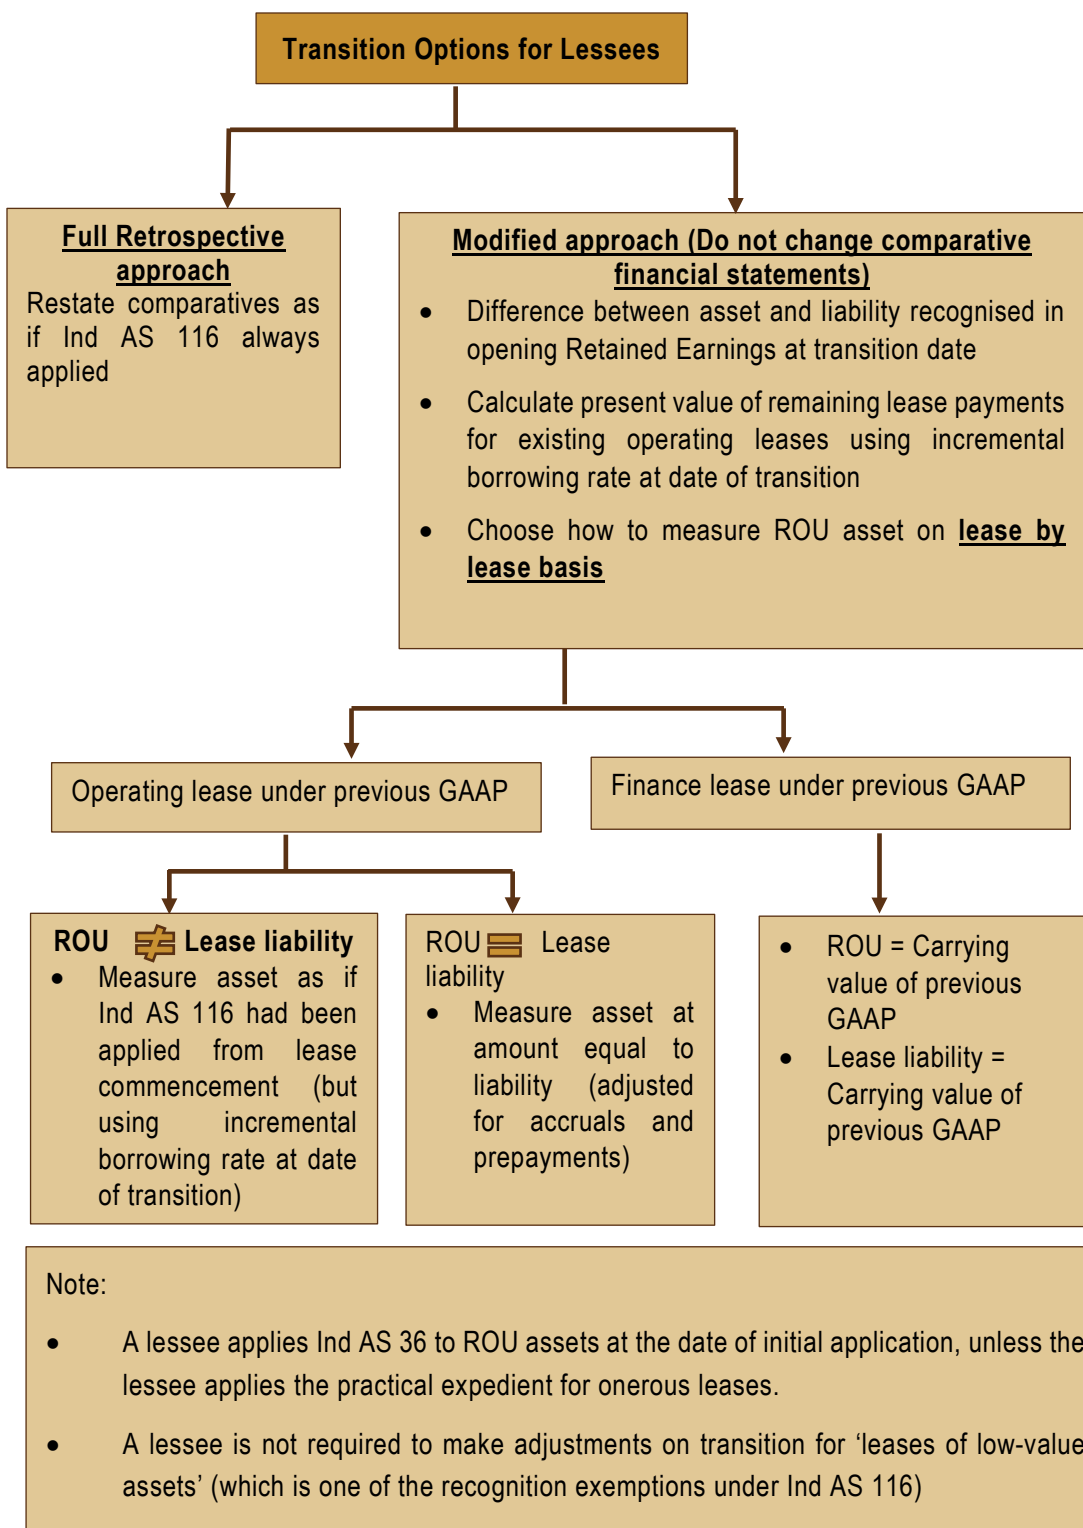 Transition Options for Lessees
Full Retrospective
approach
Restate comparatives as
if Ind AS 116 always
applied
Modified approach (Do not change comparative
financial statements)
• Difference between asset and liability recognised in
opening Retained Earnings at transition date
• Calculate present value of remaining lease payments
for existing operating leases using incremental
borrowing rate at date of transition
• Choose how to measure ROU asset on lease by
lease basis
Operating lease under previous GAAP
Finance lease under previous GAAP
ROU ≠ Lease liability
• Measure asset as if
Ind AS 116 had been
applied from lease
commencement (but
using incremental
borrowing rate at date
of transition)
ROU = Lease
liability
• Measure asset at
amount equal to
liability (adjusted
for accruals and
prepayments)
• ROU = Carrying
value of previous
GAAP
• Lease liability =
Carrying value of
previous GAAP
Note:
• A lessee applies Ind AS 36 to ROU assets at the date of initial application, unless the
lessee applies the practical expedient for onerous leases.
• A lessee is not required to make adjustments on transition for ‘leases of low-value
assets’ (which is one of the recognition exemptions under Ind AS 116)